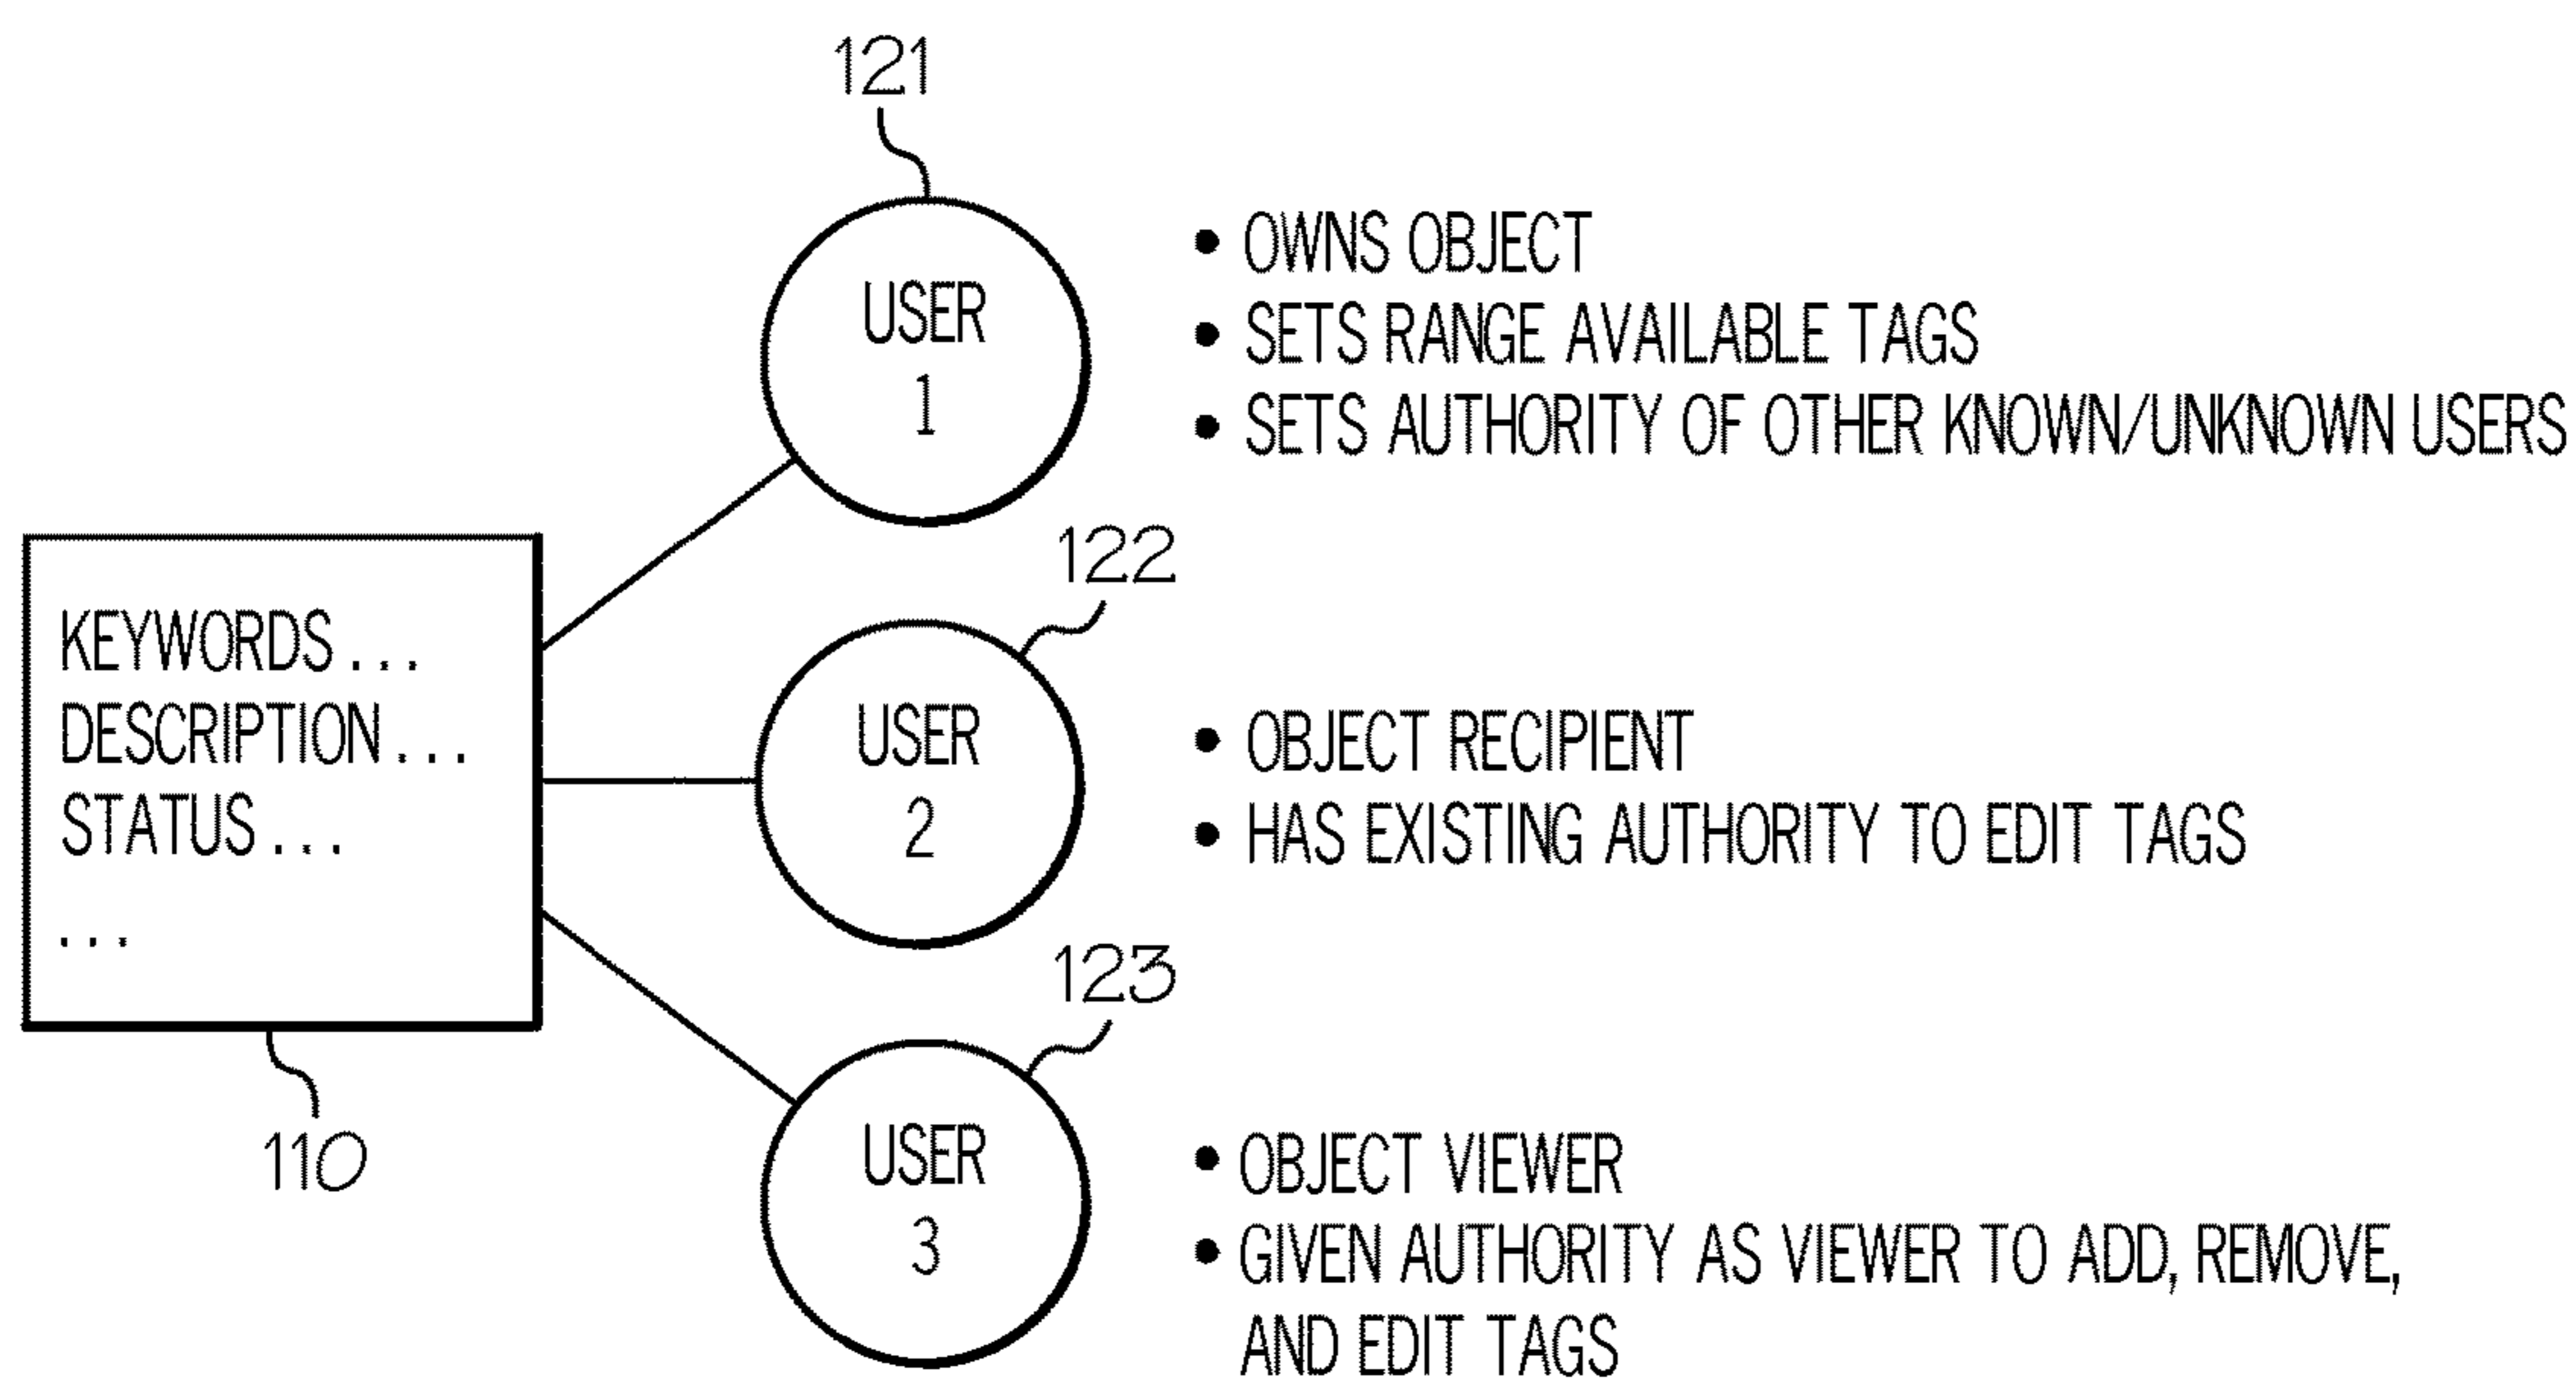 121
USER
1
• OWNS OBJECT
• SETS RANGE AVAILABLE TAGS
• SETS AUTHORITY OF OTHER KNOWN/UNKNOWN USERS
KEYWORDS...
DESCRIPTION...
STATUS...
...
110
122
USER
2
• OBJECT RECIPIENT
• HAS EXISTING AUTHORITY TO EDIT TAGS
123
USER
3
• OBJECT VIEWER
• GIVEN AUTHORITY AS VIEWER TO ADD, REMOVE,
AND EDIT TAGS